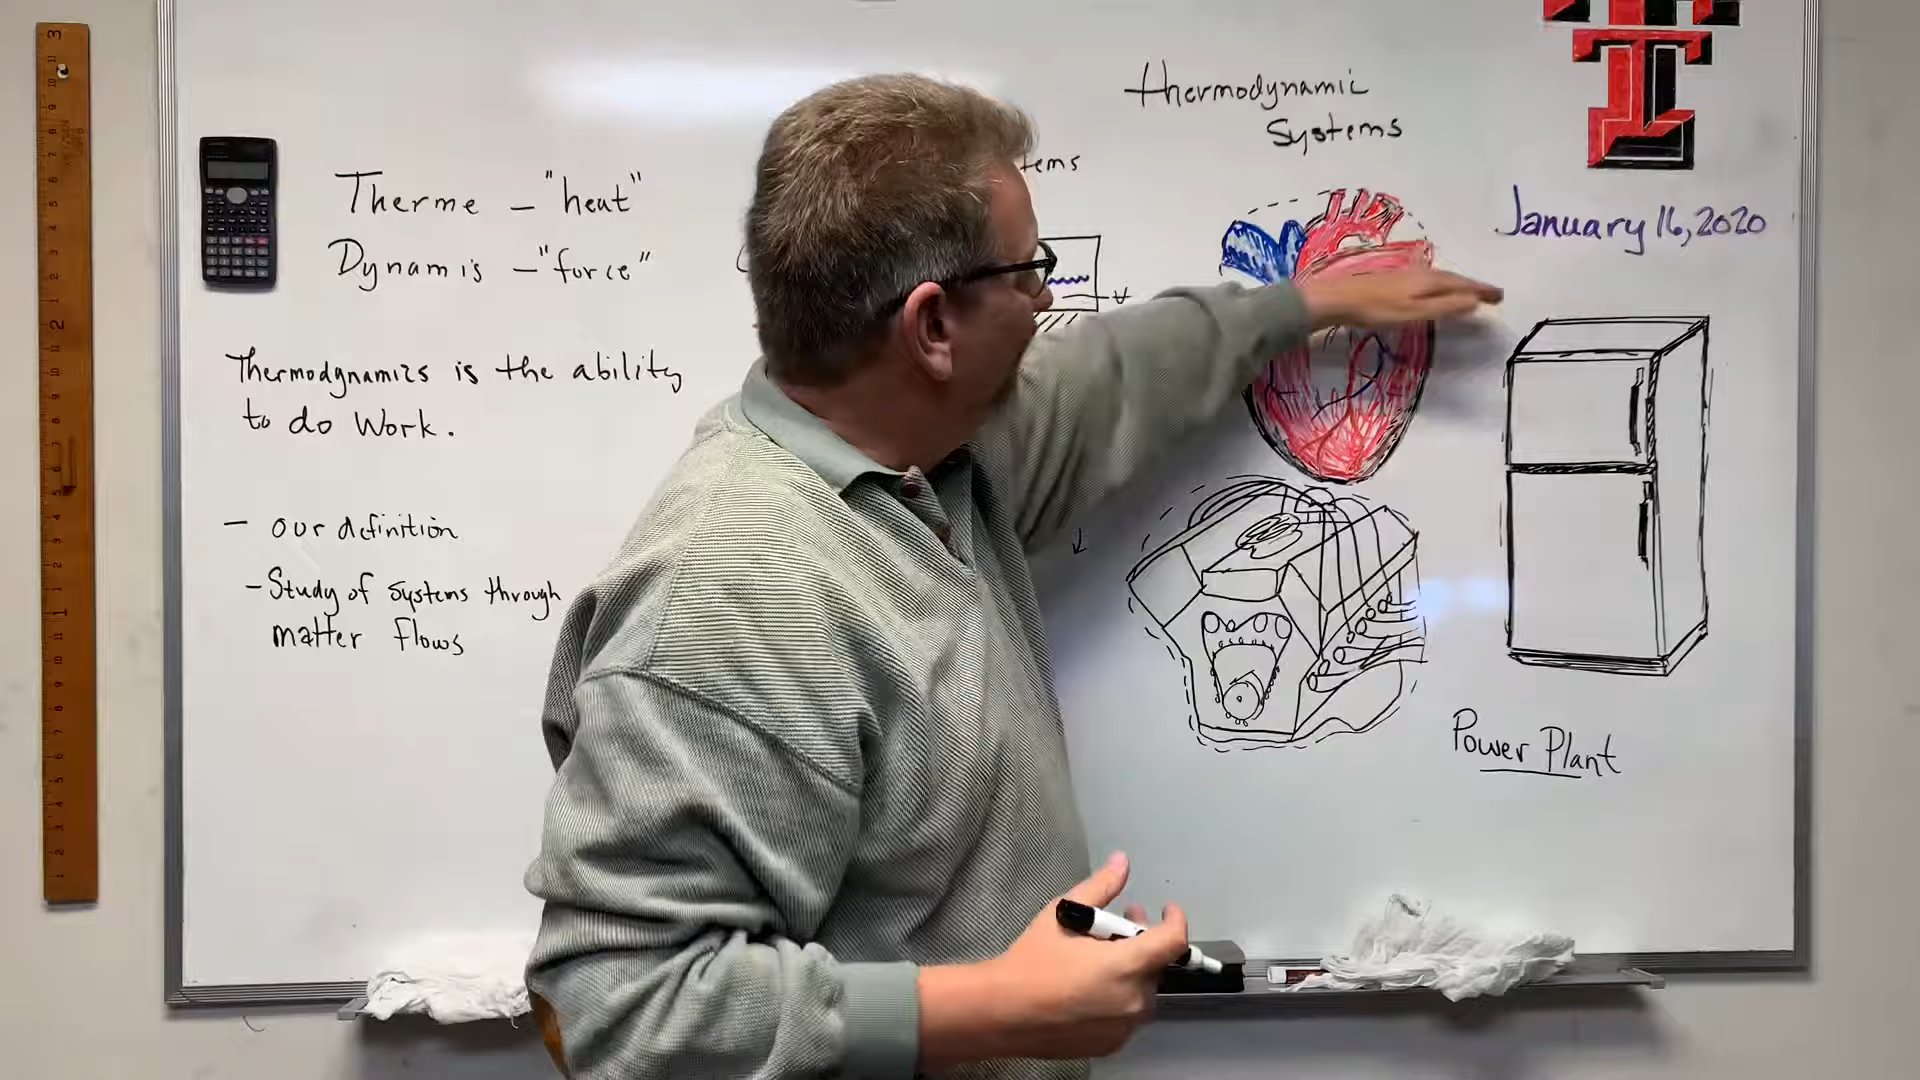 Therme - "heat"
Dynamis - "force"
Thermodynamics is the ability
to do Work.
- our definition
- Study of systems through
matter flows
thermodynamic
Systems
January 16, 2020
Power Plant